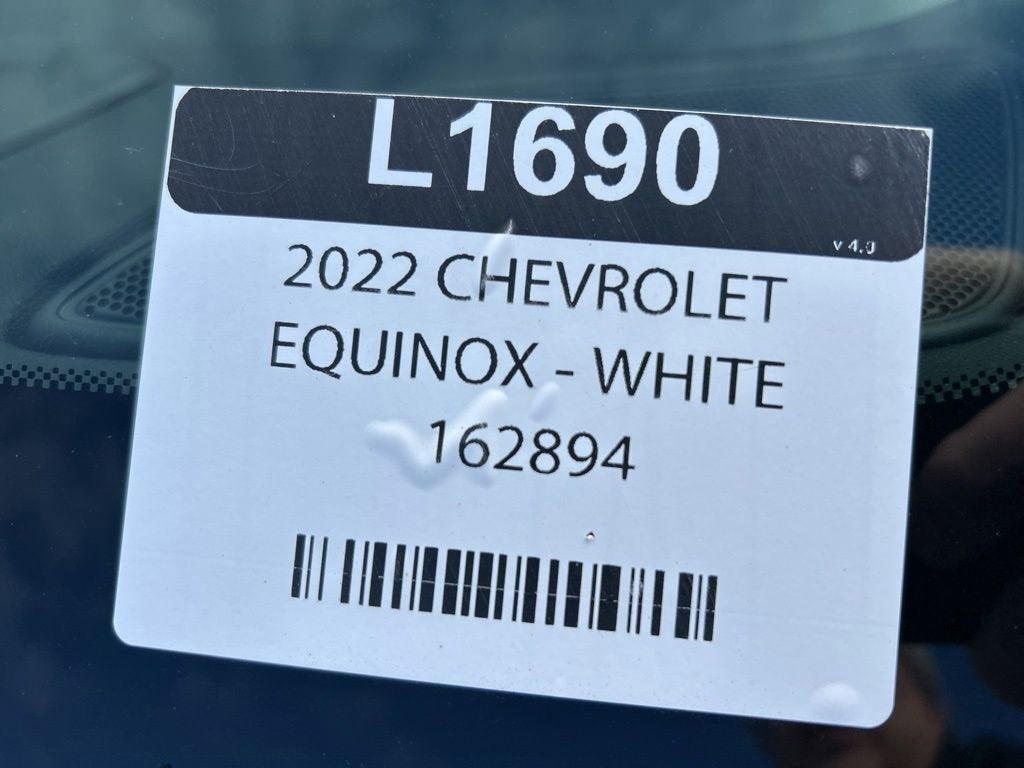 L1690
v 4.0
2022 CHEVROLET
EQUINOX - WHITE
162894